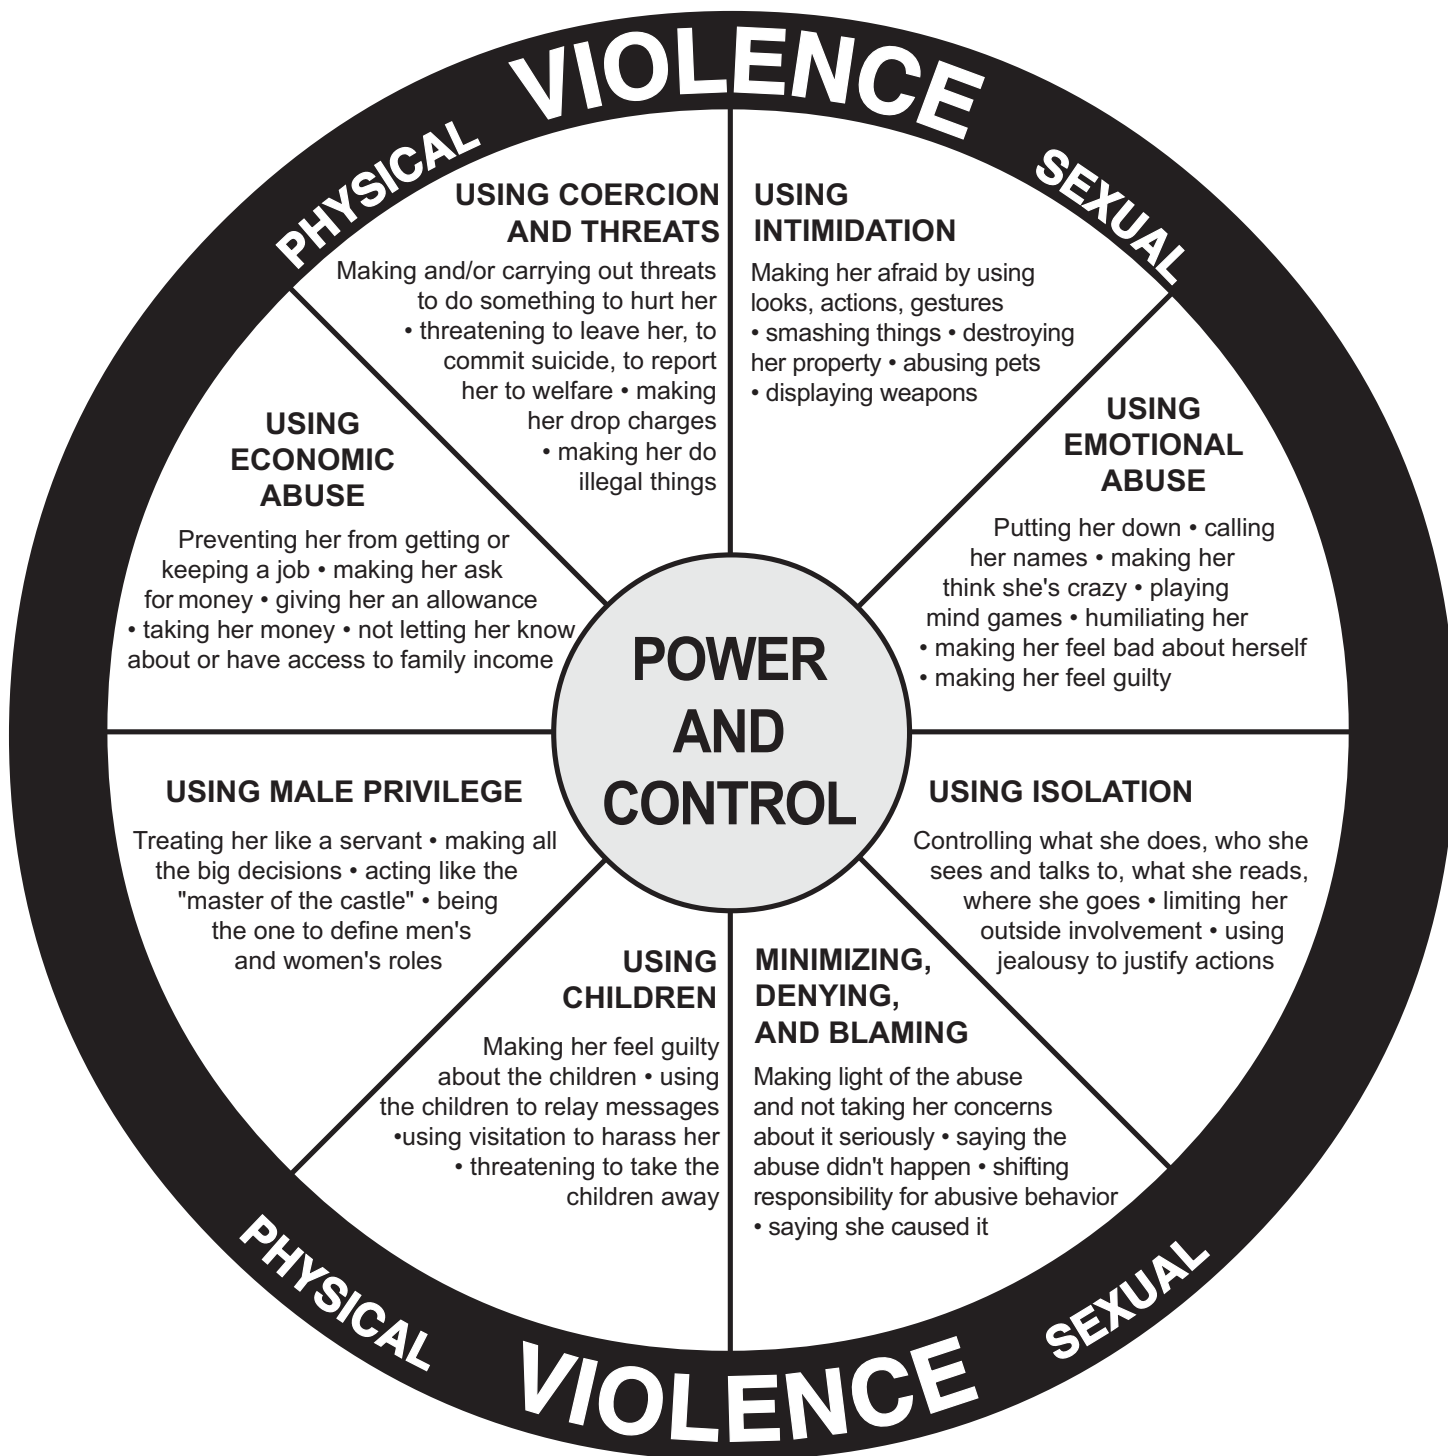 PHYSICAL VIOLENCE SEXUAL
USING COERCION
AND THREATS
Making and/or carrying out threats
to do something to hurt her
• threatening to leave her, to
commit suicide, to report
her to welfare • making
her drop charges
• making her do
illegal things
USING
INTIMIDATION
Making her afraid by using
looks, actions, gestures
• smashing things • destroying
her property • abusing pets
• displaying weapons
USING
EMOTIONAL
ABUSE
Putting her down • calling
her names • making her
think she's crazy • playing
mind games • humiliating her
• making her feel bad about herself
• making her feel guilty
USING ISOLATION
Controlling what she does, who she
sees and talks to, what she reads,
where she goes • limiting her
outside involvement • using
jealousy to justify actions
MINIMIZING,
DENYING,
AND BLAMING
Making light of the abuse
and not taking her concerns
about it seriously • saying the
abuse didn't happen • shifting
responsibility for abusive behavior
• saying she caused it
USING
CHILDREN
Making her feel guilty
about the children • using
the children to relay messages
•using visitation to harass her
• threatening to take the
children away
USING MALE PRIVILEGE
Treating her like a servant • making all
the big decisions • acting like the
"master of the castle" • being
the one to define men's
and women's roles
USING
ECONOMIC
ABUSE
Preventing her from getting or
keeping a job • making her ask
for money • giving her an allowance
• taking her money • not letting her know
about or have access to family income
POWER
AND
CONTROL
PHYSICAL VIOLENCE SEXUAL